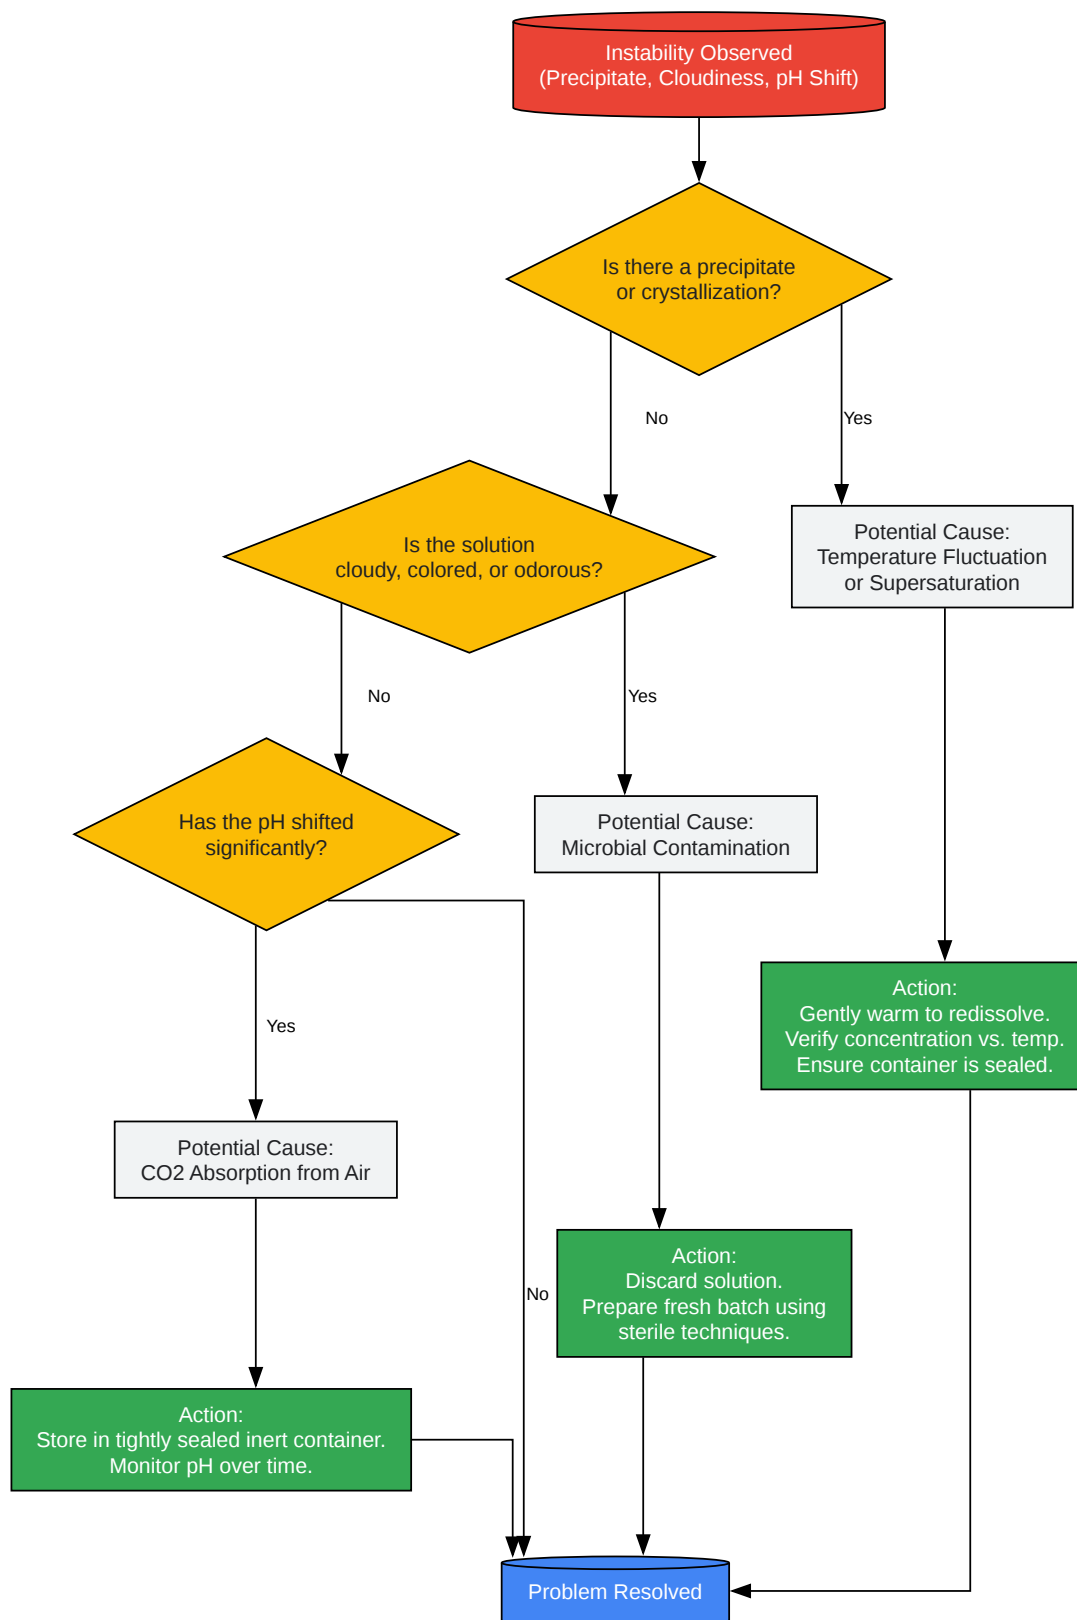 Instability Observed
(Precipitate, Cloudiness, pH Shift)
Is there a precipitate
or crystallization?
No
Yes
Is the solution
cloudy, colored, or odorous?
Potential Cause:
Temperature Fluctuation
or Supersaturation
No
Yes
Has the pH shifted
significantly?
Potential Cause:
Microbial Contamination
Action:
Gently warm to redissolve.
Verify concentration vs. temp.
Ensure container is sealed.
Yes
Potential Cause:
CO2 Absorption from Air
Action:
Discard solution.
Prepare fresh batch using
sterile techniques.
No
Action:
Store in tightly sealed inert container.
Monitor pH over time.
Problem Resolved